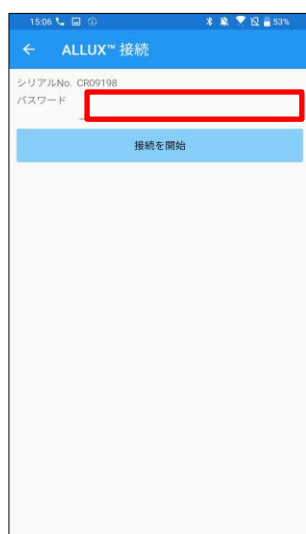 15:06 53%
← ALLUX™ 接続
シリアルNo. CR09198
パスワード
接続を開始